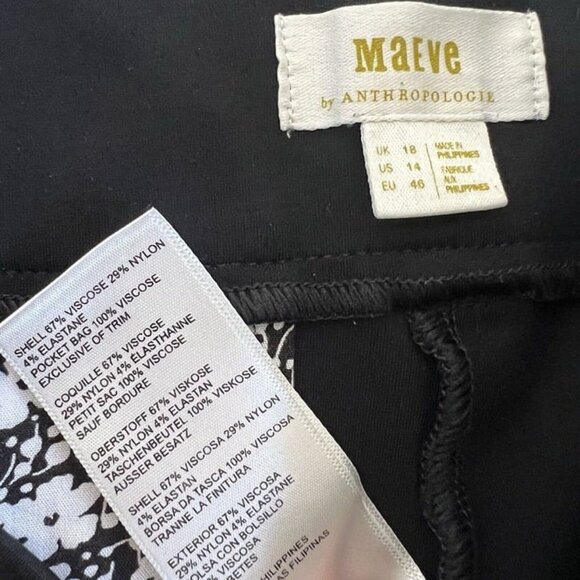 MaEVe
by ANTHROPOLOGIE
UK 18
US 14
EU 46
MADE IN
PHILIPPINES
FABRIQUE
AUX
PHILIPPINES
SHELL 67% VISCOSE 29% NYLON
4% ELASTANE
POCKET BAG 100% VISCOSE
EXCLUSIVE OF TRIM
COQUILLE 67% VISCOSE
29% NYLON 4% ÉLASTHANNE
PETIT SAC 100% VISCOSE
SAUF BORDURE
OBERSTOFF 67% VISKOSE
29% NYLON 4% ELASTAN
TASCHENBEUTEL 100% VISKOSE
AUSSER BESATZ
SHELL 67% VISCOSA 29% NYLON
4% ELASTAN
BORSA DA TASCA 100% VISCOSA
TRANNE LA FINITURA
EXTERIOR 67% VISCOSA
29% NYLON 4% ELASTANE
BOLSA CON BOLSILLO
VISCOSA
PHILIPPINES
AS FILIPINAS